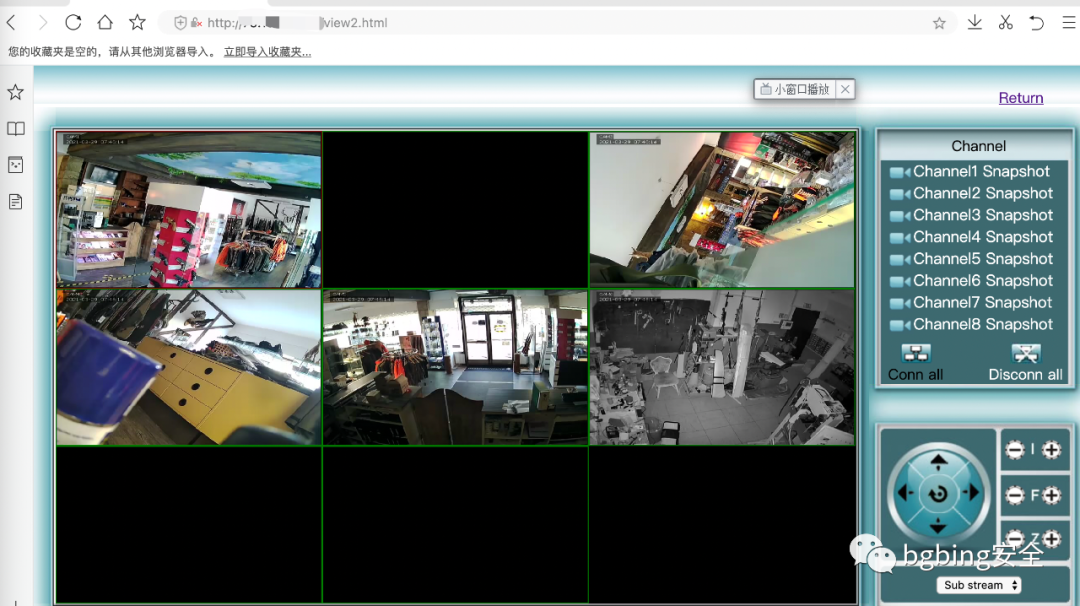 http://
view2.html
您的收藏夹是空的，请从其他浏览器导入。 立即导入收藏夹...
小窗口播放
Return
Channel
Channel1 Snapshot
Channel2 Snapshot
Channel3 Snapshot
Channel4 Snapshot
Channel5 Snapshot
Channel6 Snapshot
Channel7 Snapshot
Channel8 Snapshot
Conn all
Disconn all
I
F
Z
bgbing安全
Sub stream